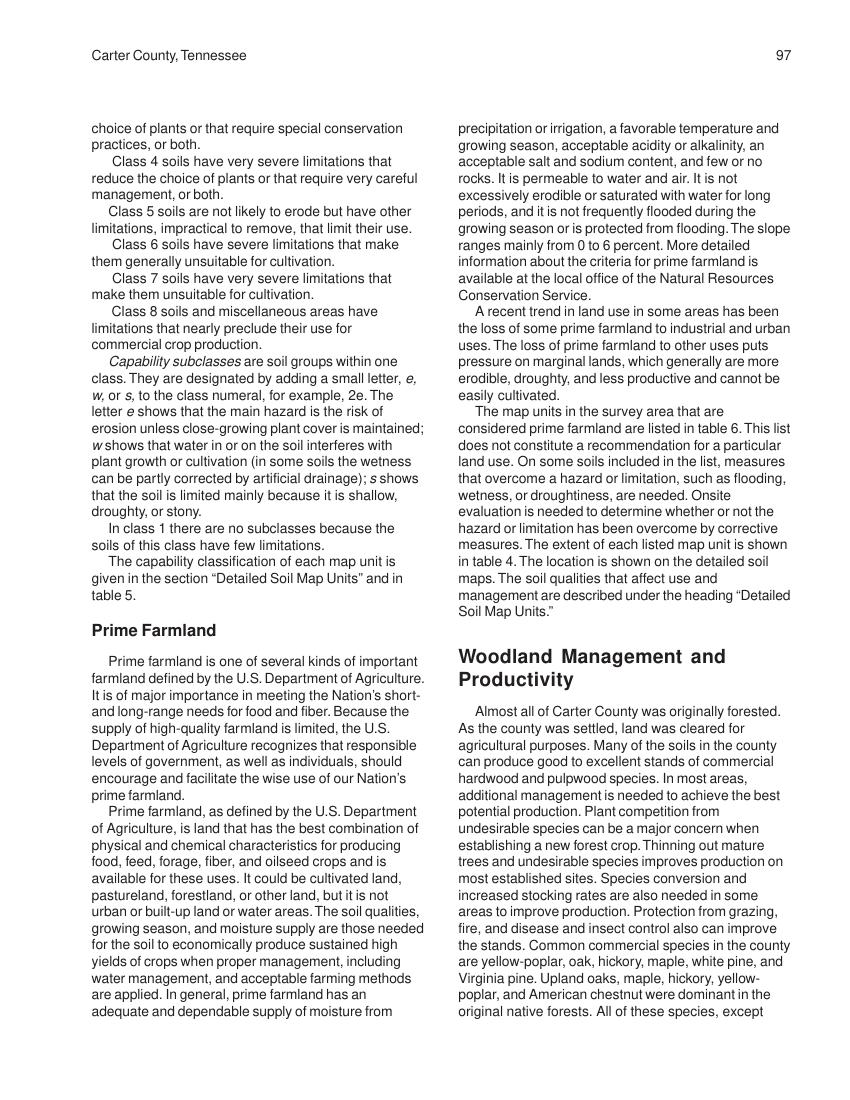 Carter County, Tennessee
97
choice of plants or that require special conservation
practices, or both.
Class 4 soils have very severe limitations that
reduce the choice of plants or that require very careful
management, or both.
Class 5 soils are not likely to erode but have other
limitations, impractical to remove, that limit their use.
Class 6 soils have severe limitations that make
them generally unsuitable for cultivation.
Class 7 soils have very severe limitations that
make them unsuitable for cultivation.
Class 8 soils and miscellaneous areas have
limitations that nearly preclude their use for
commercial crop production.
Capability subclasses are soil groups within one
class. They are designated by adding a small letter, e,
w, or s, to the class numeral, for example, 2e. The
letter e shows that the main hazard is the risk of
erosion unless close-growing plant cover is maintained;
w shows that water in or on the soil interferes with
plant growth or cultivation (in some soils the wetness
can be partly corrected by artificial drainage); s shows
that the soil is limited mainly because it is shallow,
droughty, or stony.
In class 1 there are no subclasses because the
soils of this class have few limitations.
The capability classification of each map unit is
given in the section “Detailed Soil Map Units” and in
table 5.
Prime Farmland
Prime farmland is one of several kinds of important
farmland defined by the U.S. Department of Agriculture.
It is of major importance in meeting the Nation’s short-
and long-range needs for food and fiber. Because the
supply of high-quality farmland is limited, the U.S.
Department of Agriculture recognizes that responsible
levels of government, as well as individuals, should
encourage and facilitate the wise use of our Nation’s
prime farmland.
Prime farmland, as defined by the U.S. Department
of Agriculture, is land that has the best combination of
physical and chemical characteristics for producing
food, feed, forage, fiber, and oilseed crops and is
available for these uses. It could be cultivated land,
pastureland, forestland, or other land, but it is not
urban or built-up land or water areas. The soil qualities,
growing season, and moisture supply are those needed
for the soil to economically produce sustained high
yields of crops when proper management, including
water management, and acceptable farming methods
are applied. In general, prime farmland has an
adequate and dependable supply of moisture from
precipitation or irrigation, a favorable temperature and
growing season, acceptable acidity or alkalinity, an
acceptable salt and sodium content, and few or no
rocks. It is permeable to water and air. It is not
excessively erodible or saturated with water for long
periods, and it is not frequently flooded during the
growing season or is protected from flooding. The slope
ranges mainly from 0 to 6 percent. More detailed
information about the criteria for prime farmland is
available at the local office of the Natural Resources
Conservation Service.
A recent trend in land use in some areas has been
the loss of some prime farmland to industrial and urban
uses. The loss of prime farmland to other uses puts
pressure on marginal lands, which generally are more
erodible, droughty, and less productive and cannot be
easily cultivated.
The map units in the survey area that are
considered prime farmland are listed in table 6. This list
does not constitute a recommendation for a particular
land use. On some soils included in the list, measures
that overcome a hazard or limitation, such as flooding,
wetness, or droughtiness, are needed. Onsite
evaluation is needed to determine whether or not the
hazard or limitation has been overcome by corrective
measures. The extent of each listed map unit is shown
in table 4. The location is shown on the detailed soil
maps. The soil qualities that affect use and
management are described under the heading “Detailed
Soil Map Units.”
Woodland Management and
Productivity
Almost all of Carter County was originally forested.
As the county was settled, land was cleared for
agricultural purposes. Many of the soils in the county
can produce good to excellent stands of commercial
hardwood and pulpwood species. In most areas,
additional management is needed to achieve the best
potential production. Plant competition from
undesirable species can be a major concern when
establishing a new forest crop. Thinning out mature
trees and undesirable species improves production on
most established sites. Species conversion and
increased stocking rates are also needed in some
areas to improve production. Protection from grazing,
fire, and disease and insect control also can improve
the stands. Common commercial species in the county
are yellow-poplar, oak, hickory, maple, white pine, and
Virginia pine. Upland oaks, maple, hickory, yellow-
poplar, and American chestnut were dominant in the
original native forests. All of these species, except